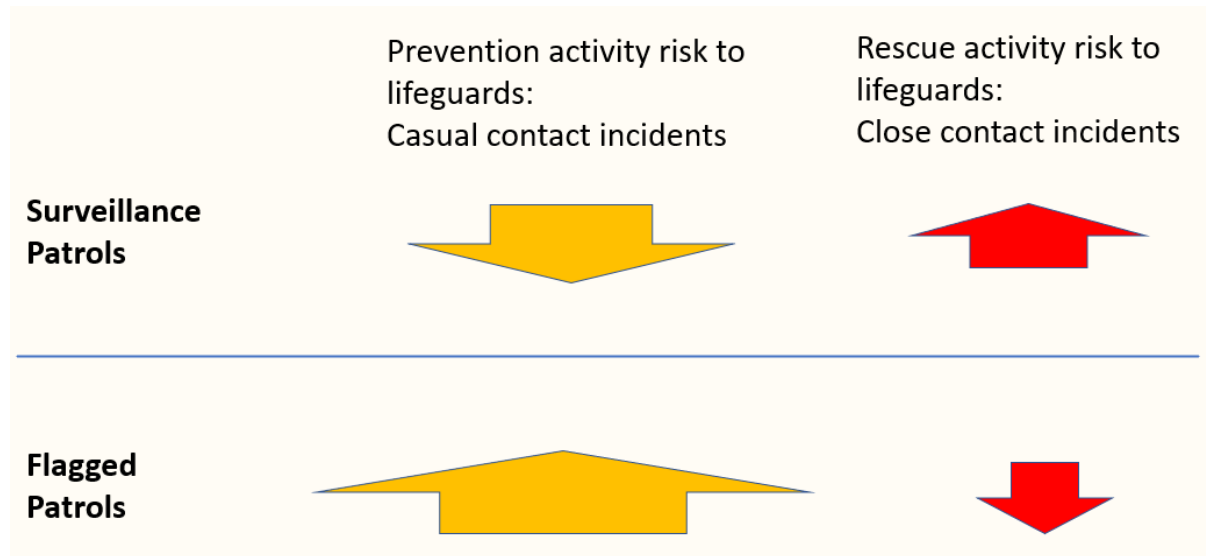 Prevention activity risk to
lifeguards:
Casual contact incidents
Rescue activity risk to
lifeguards:
Close contact incidents
Surveillance
Patrols
Flagged
Patrols